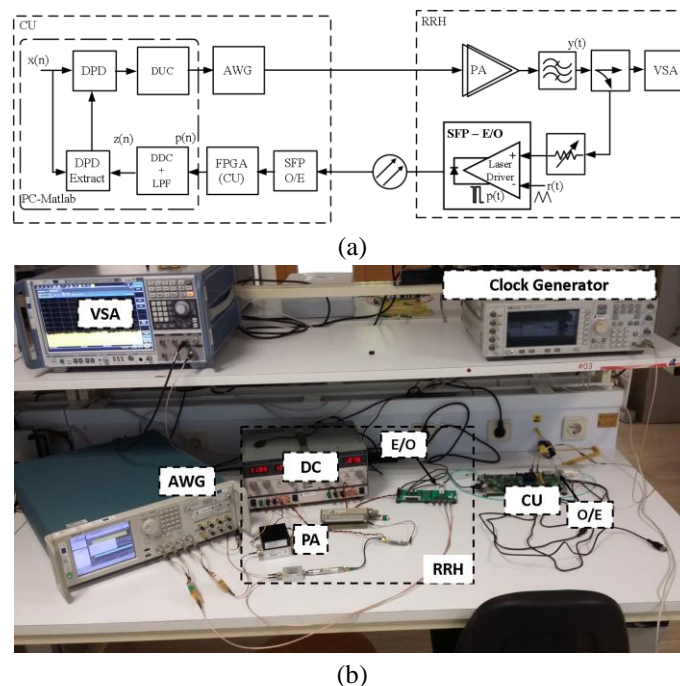 CU
RRH
x(n)
DPD
DUC
AWG
PA
y(t)
VSA
z(n)
p(n)
DPD
Extract
DDC
+
LPF
FPGA
(CU)
SFP
O/E
SFP – E/O
+
Laser
Driver
-
p(t)
r(t)
PC-Matlab
(a)
VSA
Clock Generator
#03
E/O
DC
AWG
CU
O/E
PA
RRH
(b)